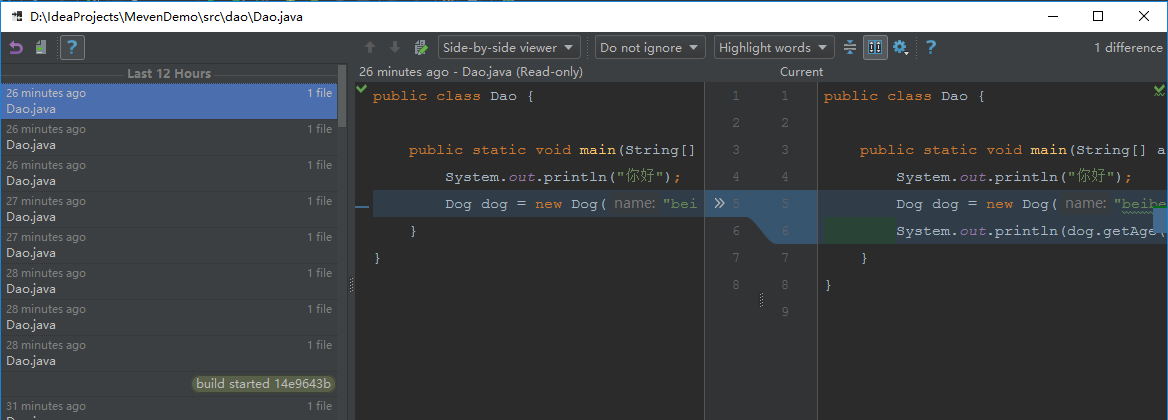 D:\IdeaProjects\MevenDemo\src\dao\Dao.java
Side-by-side viewer
Do not ignore
Highlight words
?
1 difference
Last 12 Hours
26 minutes ago 1 file
Dao.java
26 minutes ago 1 file
Dao.java
26 minutes ago 1 file
Dao.java
27 minutes ago 1 file
Dao.java
27 minutes ago 1 file
Dao.java
28 minutes ago 1 file
Dao.java
28 minutes ago 1 file
Dao.java
28 minutes ago 1 file
Dao.java
build started 14e9643b
31 minutes ago 1 file
26 minutes ago - Dao.java (Read-only)
public class Dao {
public static void main(String[]
System.out.println("你好");
Dog dog = new Dog( name: "bei
}
}
1
2
3
4
5
6
7
8
Current
1
2
3
4
5
6
7
8
9
public class Dao {
public static void main(String[] a
System.out.println("你好");
Dog dog = new Dog( name: "beibe
System.out.println(dog.getAge(
}
}